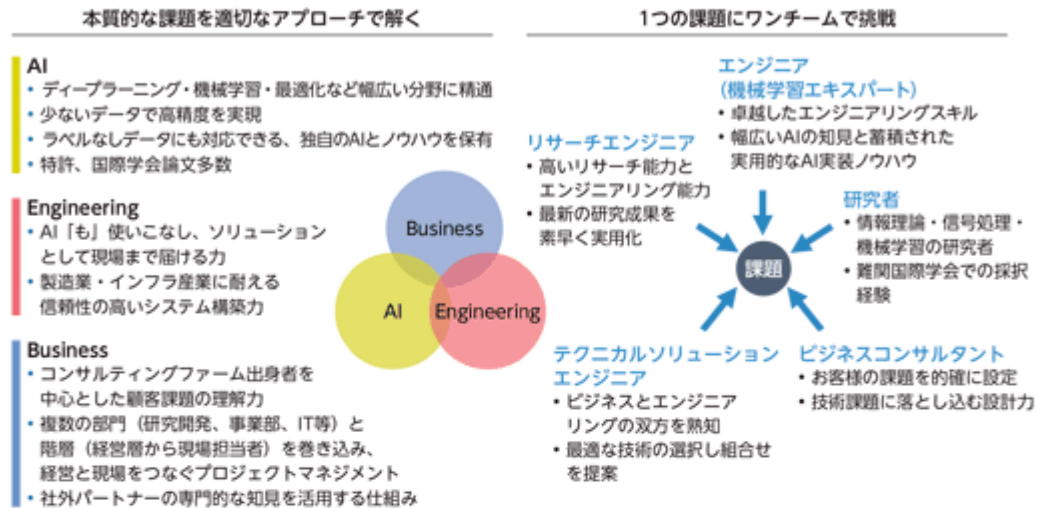 本質的な課題を適切なアプローチで解く
AI
• ディープラーニング・機械学習・最適化など幅広い分野に精通
• 少ないデータで高精度を実現
• ラベルなしデータにも対応できる、独自のAIとノウハウを保有
• 特許、国際学会論文多数
Engineering
• AI「も」使いこなし、ソリューション
として現場まで届ける力
• 製造業・インフラ産業に耐える
信頼性の高いシステム構築力
Business
• コンサルティングファーム出身者を
中心とした顧客課題の理解力
• 複数の部門（研究開発、事業部、IT等）と
階層（経営層から現場担当者）を巻き込み、
経営と現場をつなぐプロジェクトマネジメント
• 社外パートナーの専門的な知見を活用する仕組み
Business
AI
Engineering
1つの課題にワンチームで挑戦
エンジニア
（機械学習エキスパート）
• 卓越したエンジニアリングスキル
• 幅広いAIの知見と蓄積された
実用的なAI実装ノウハウ
リサーチエンジニア
• 高いリサーチ能力と
エンジニアリング能力
• 最新の研究成果を
素早く実用化
研究者
• 情報理論・信号処理・
機械学習の研究者
• 難関国際学会での採択
経験
課題
テクニカルソリューション
エンジニア
• ビジネスとエンジニア
リングの双方を熟知
• 最適な技術の選択し組合せ
を提案
ビジネスコンサルタント
• お客様の課題を的確に設定
• 技術課題に落とし込む設計力